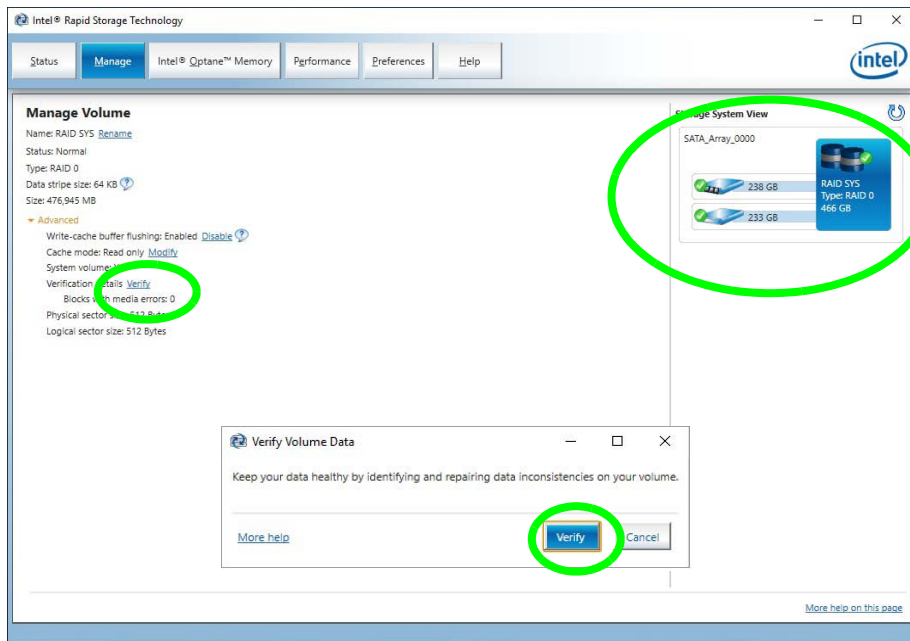 Intel® Rapid Storage Technology
Status
Manage
Intel® Optane™ Memory
Performance
Preferences
Help
intel
Manage Volume
Name: RAID SYS Rename
Status: Normal
Type: RAID 0
Data stripe size: 64 KB ?
Size: 476,945 MB
Advanced
Write-cache buffer flushing: Enabled Disable ?
Cache mode: Read only Modify
System volume:
Verification details Verify
Blocks with media errors: 0
Physical sector size: 512 Bytes
Logical sector size: 512 Bytes
Storage System View
SATA_Array_0000
238 GB
233 GB
RAID SYS
Type: RAID 0
466 GB
Verify Volume Data
Keep your data healthy by identifying and repairing data inconsistencies on your volume.
More help
Verify
Cancel
More help on this page